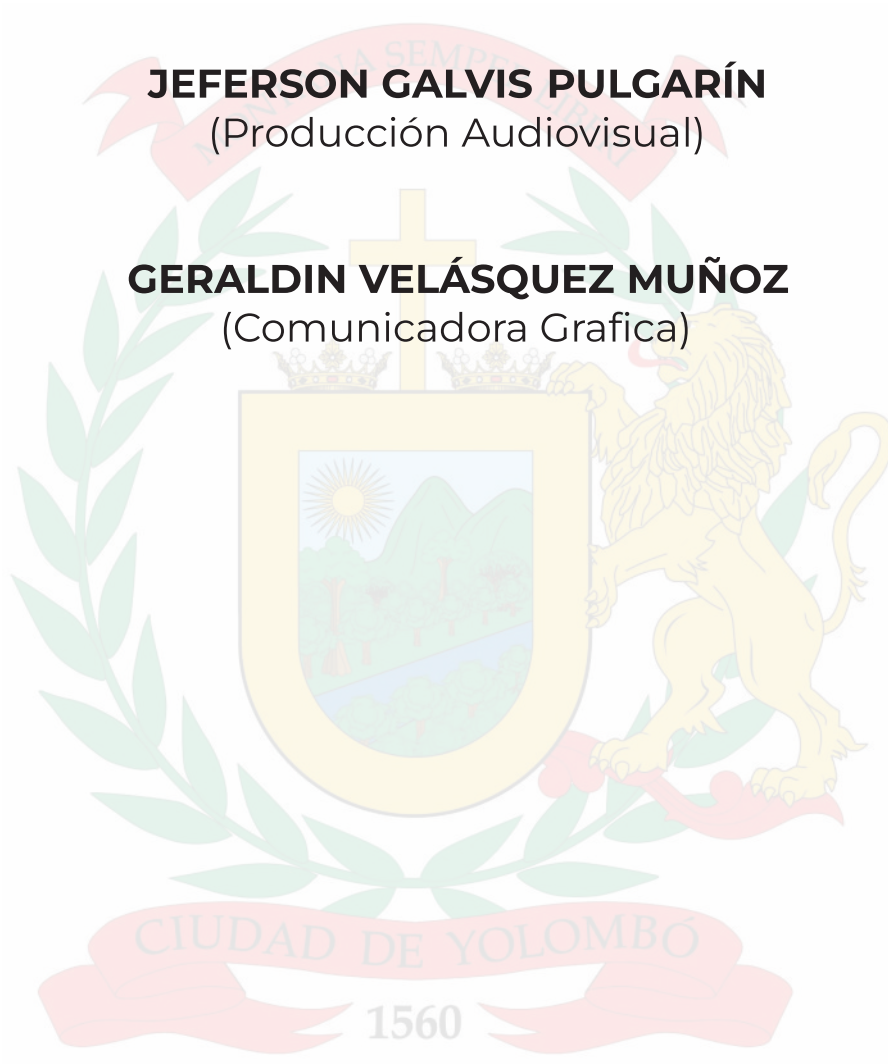 JEFERSON GALVIS PULGARÍN
(Producción Audiovisual)
GERALDIN VELÁSQUEZ MUÑOZ
(Comunicadora Grafica)
CIUDAD DE YOLOMBÓ
1560